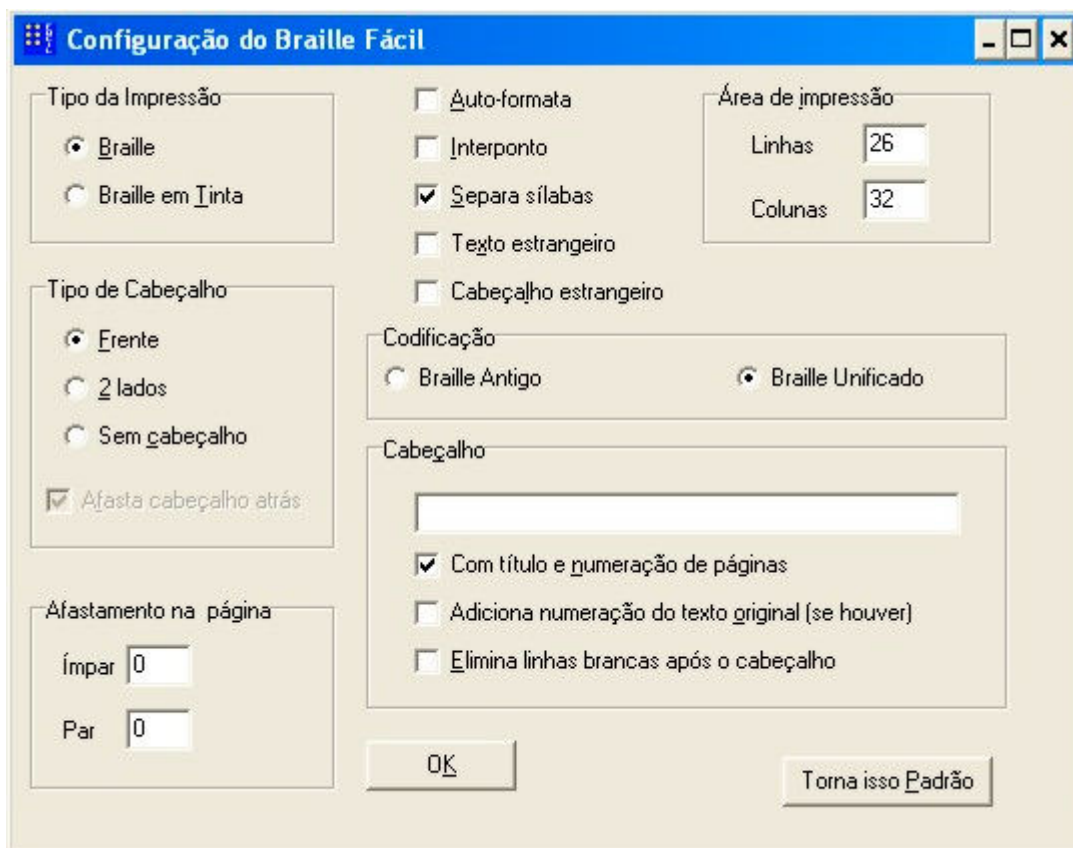 Configuração do Braille Fácil
Tipo da Impressão
Braille
Braille em Tinta
Auto-formata
Interponto
Separa sílabas
Texto estrangeiro
Cabeçalho estrangeiro
Área de impressão
Linhas 26
Colunas 32
Tipo de Cabeçalho
Frente
2 lados
Sem cabeçalho
Afasta cabeçalho atrás
Codificação
Braille Antigo
Braille Unificado
Cabeçalho
Com título e numeração de páginas
Adiciona numeração do texto original (se houver)
Elimina linhas brancas após o cabeçalho
Afastamento na página
Ímpar 0
Par 0
OK
Torna isso Padrão